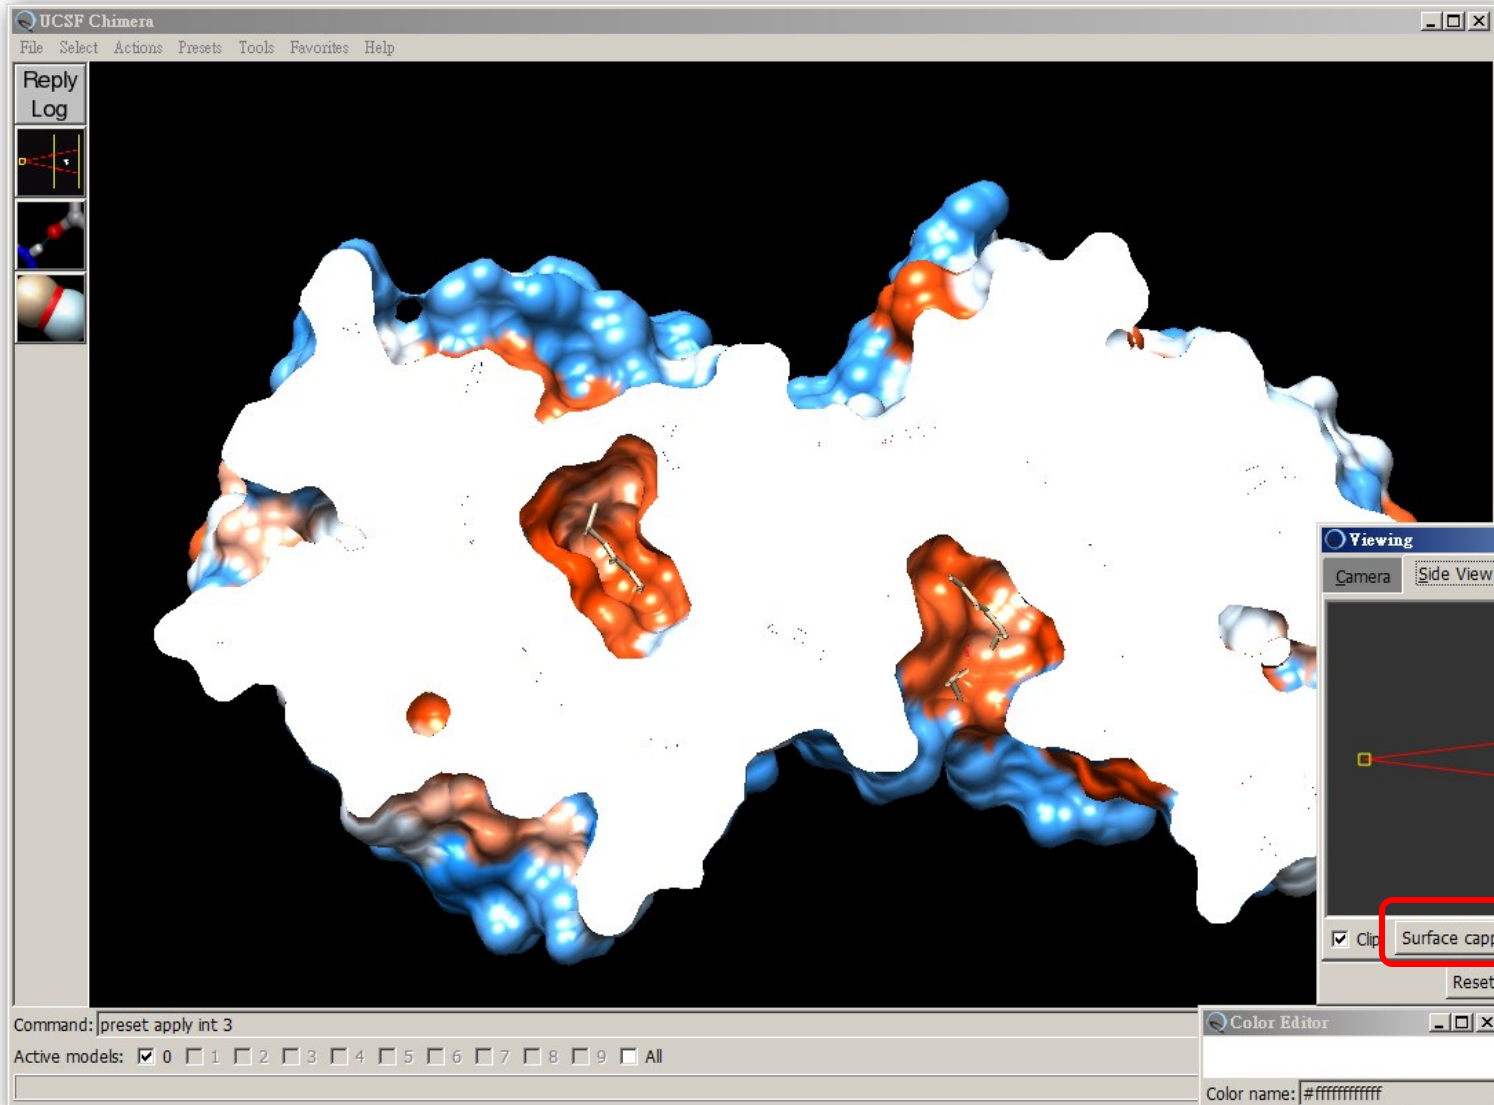 UCSF Chimera
File Select Actions Presets Tools Favorites Help
Reply
Log
Viewing
Camera Side View
Clip Surface capp
Reset
Command: preset apply int 3
Color Editor
Active models: 0 1 2 3 4 5 6 7 8 9 All
Color name: #ffffffffffff